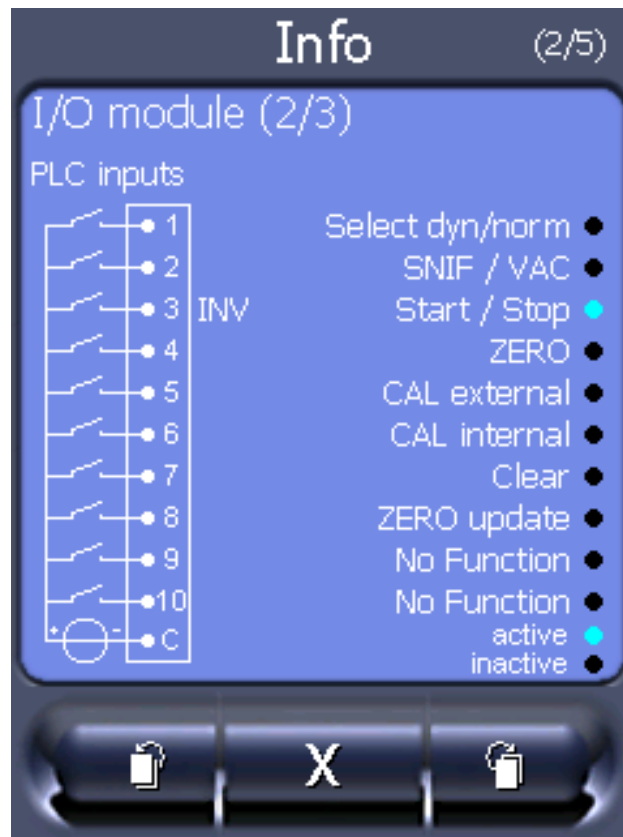 Info (2/5)
I/O module (2/3)
PLC inputs
1 Select dyn/norm
2 SNIF / VAC
3 INV Start / Stop
4 ZERO
5 CAL external
6 CAL internal
7 Clear
8 ZERO update
9 No Function
10 No Function
+ - C active
inactive
X